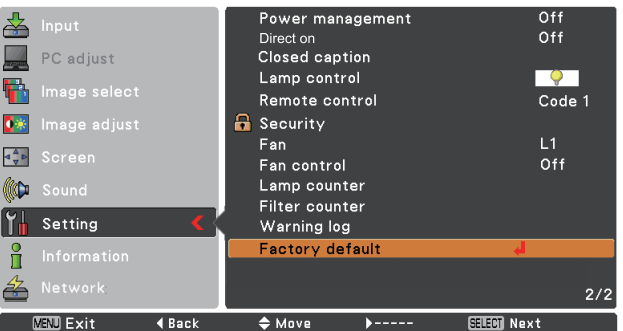 Input
PC adjust
Image select
Image adjust
Screen
Sound
Setting
Information
Network
Power management Off
Direct on Off
Closed caption
Lamp control
Remote control Code 1
Security
Fan L1
Fan control Off
Lamp counter
Filter counter
Warning log
Factory default
2/2
MENU Exit Back Move ----- SELECT Next